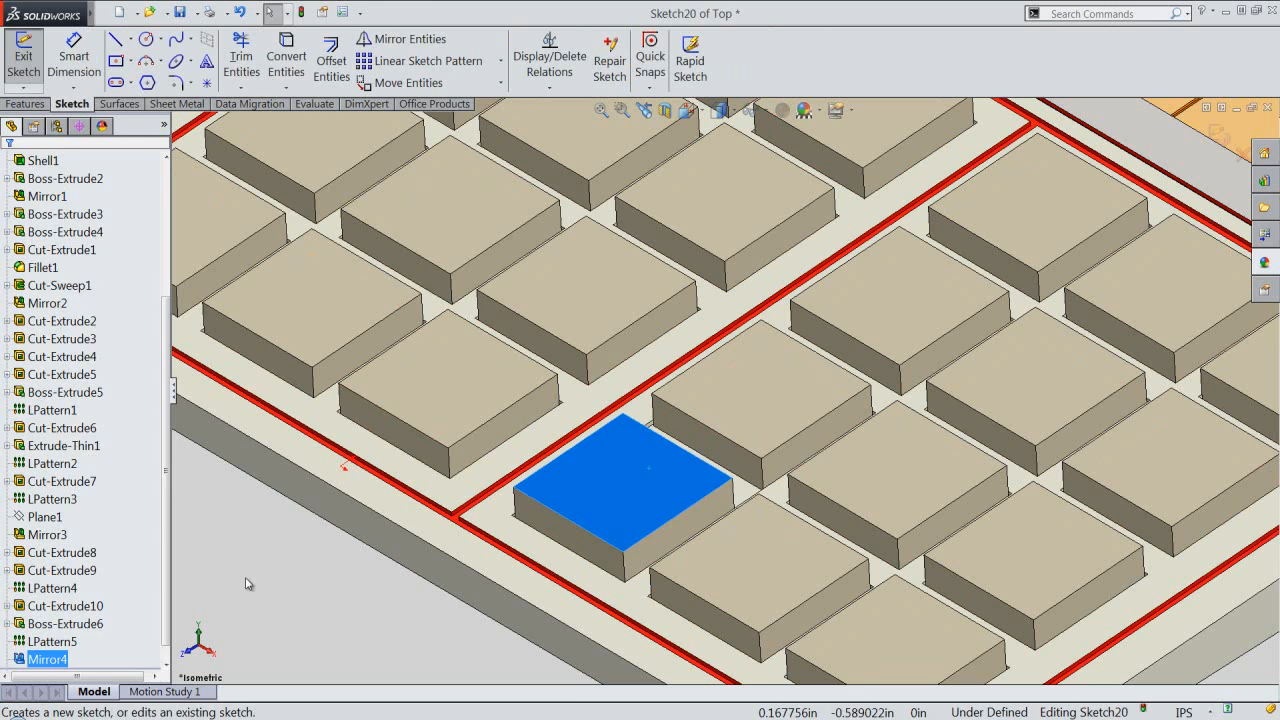 SOLIDWORKS
Sketch20 of Top *
Search Commands
Exit Sketch
Smart Dimension
Trim Entities
Convert Entities
Offset Entities
Mirror Entities
Linear Sketch Pattern
Move Entities
Display/Delete Relations
Repair Sketch
Quick Snaps
Rapid Sketch
Features
Sketch
Surfaces
Sheet Metal
Data Migration
Evaluate
DimXpert
Office Products
Shell1
Boss-Extrude2
Mirror1
Boss-Extrude3
Boss-Extrude4
Cut-Extrude1
Fillet1
Cut-Sweep1
Mirror2
Cut-Extrude2
Cut-Extrude3
Cut-Extrude4
Cut-Extrude5
Boss-Extrude5
LPattern1
Cut-Extrude6
Extrude-Thin1
LPattern2
Cut-Extrude7
LPattern3
Plane1
Mirror3
Cut-Extrude8
Cut-Extrude9
LPattern4
Cut-Extrude10
Boss-Extrude6
LPattern5
Mirror4
Y
Z
X
*Isometric
Model
Motion Study 1
Creates a new sketch, or edits an existing sketch.
0.167756in
-0.589022in
0in
Under Defined
Editing Sketch20
IPS